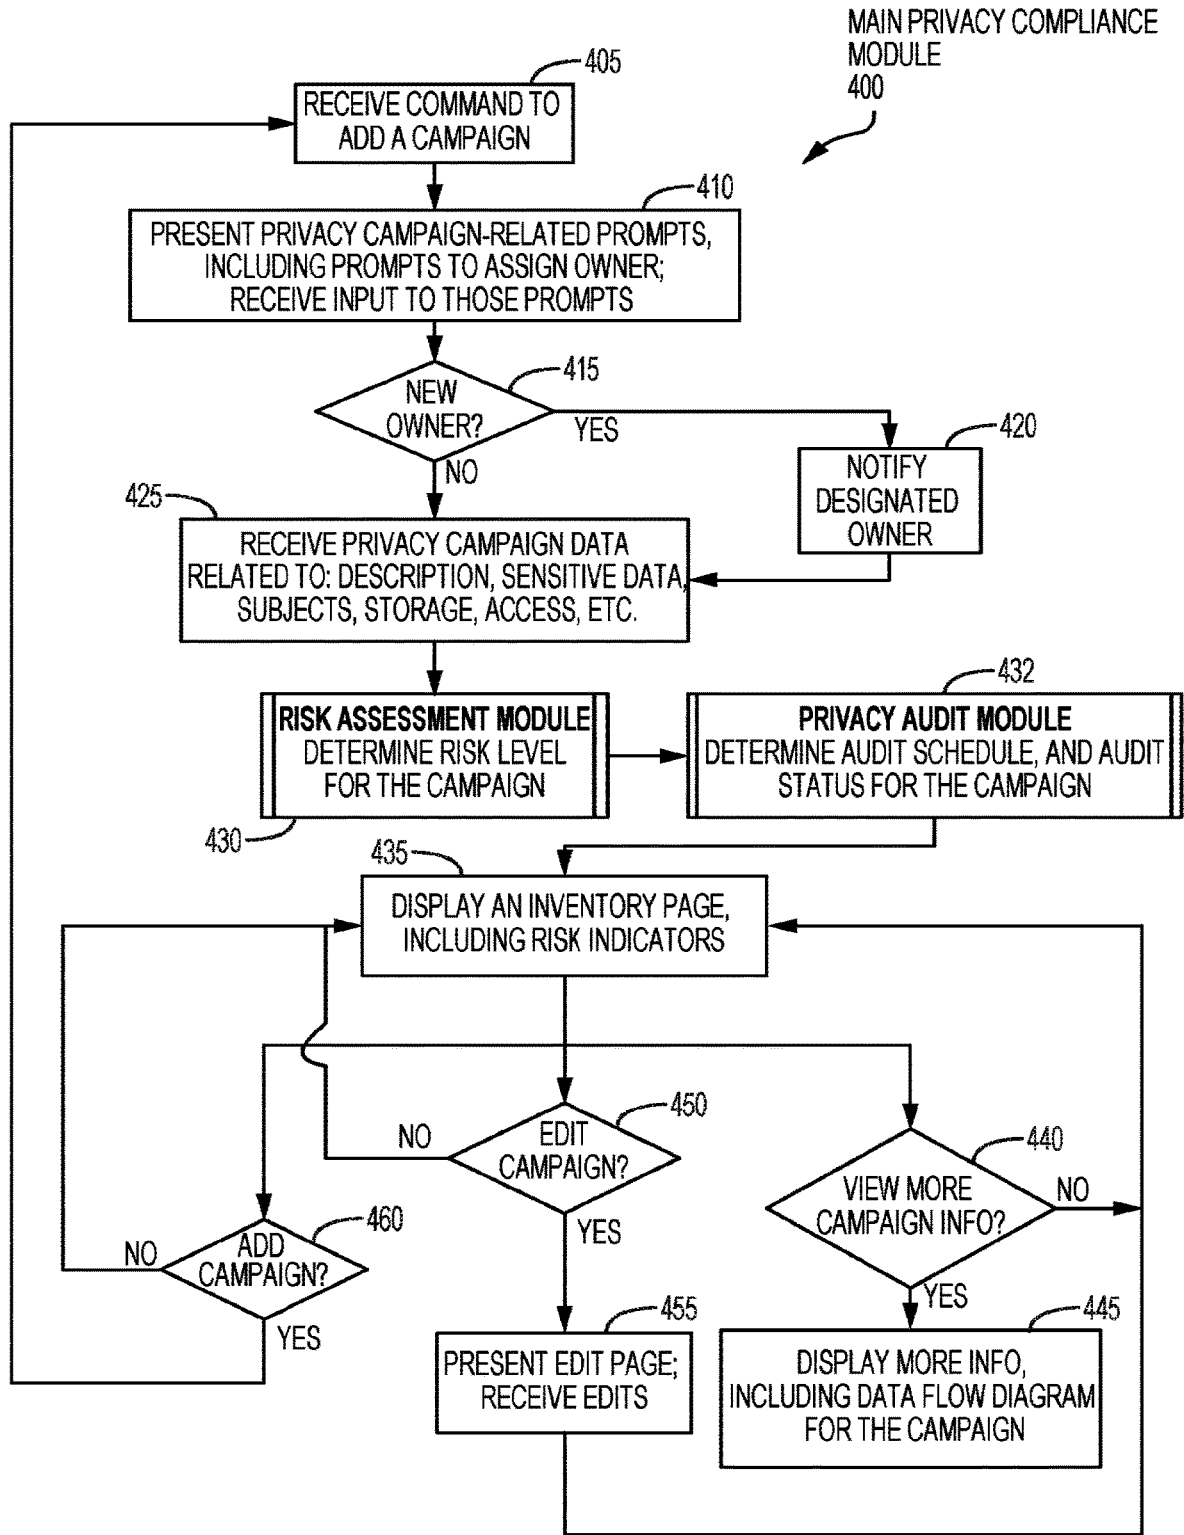 MAIN PRIVACY COMPLIANCE
MODULE
400
405
RECEIVE COMMAND TO
ADD A CAMPAIGN
410
PRESENT PRIVACY CAMPAIGN-RELATED PROMPTS,
INCLUDING PROMPTS TO ASSIGN OWNER;
RECEIVE INPUT TO THOSE PROMPTS
415
NEW
OWNER?
YES
NO
420
NOTIFY
DESIGNATED
OWNER
425
RECEIVE PRIVACY CAMPAIGN DATA
RELATED TO: DESCRIPTION, SENSITIVE DATA,
SUBJECTS, STORAGE, ACCESS, ETC.
RISK ASSESSMENT MODULE
DETERMINE RISK LEVEL
FOR THE CAMPAIGN
430
432
PRIVACY AUDIT MODULE
DETERMINE AUDIT SCHEDULE, AND AUDIT
STATUS FOR THE CAMPAIGN
435
DISPLAY AN INVENTORY PAGE,
INCLUDING RISK INDICATORS
450
EDIT
CAMPAIGN?
NO
YES
440
VIEW MORE
CAMPAIGN INFO?
NO
YES
460
ADD
CAMPAIGN?
NO
YES
455
PRESENT EDIT PAGE;
RECEIVE EDITS
445
DISPLAY MORE INFO,
INCLUDING DATA FLOW DIAGRAM
FOR THE CAMPAIGN